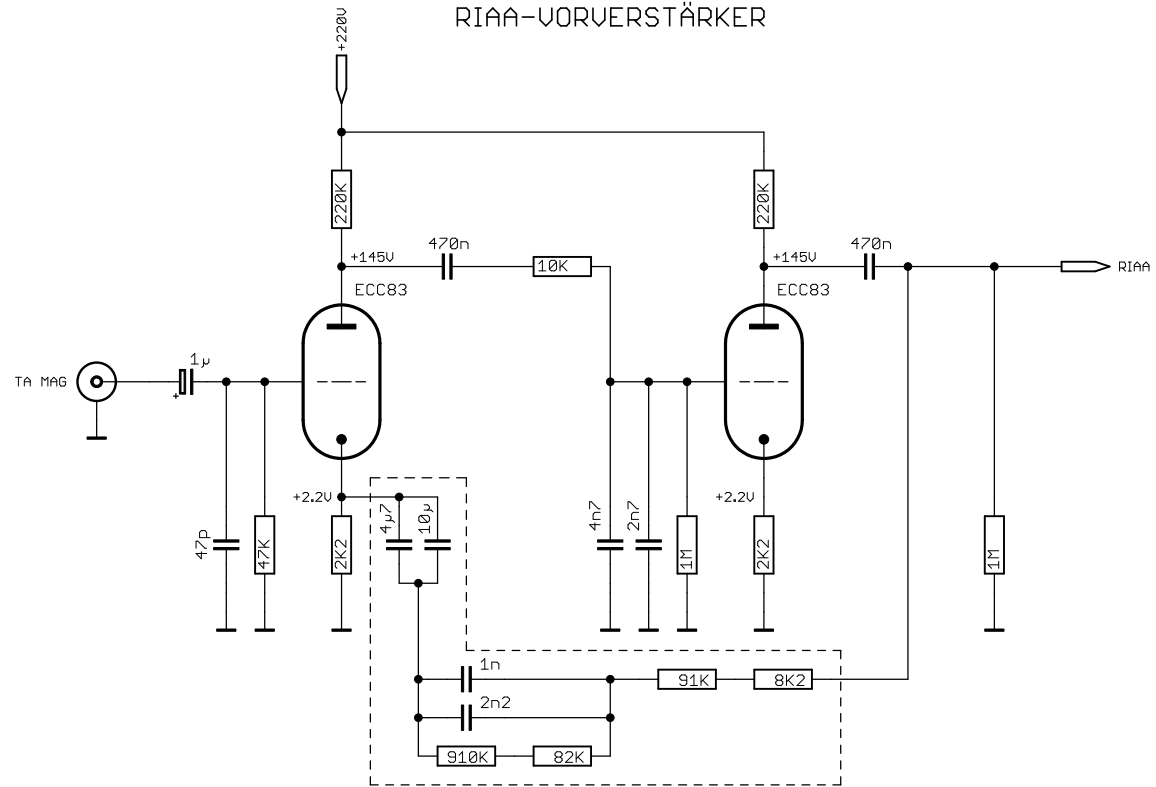 RIAA-VORVERSTÄRKER
+220V
220K
220K
+145V
470n
10K
+145V
470n
RIAA
ECC83
ECC83
TA MAG
1µ
+
+2.2V
+2.2V
47p
47K
2K2
4µ7
10µ
4n7
2n7
1M
2K2
1M
1n
91K
8K2
2n2
910K
82K